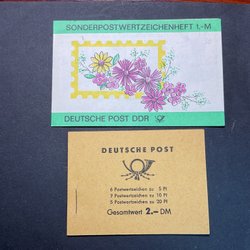 SONDERPOSTWERTZEICHENHEFT 1,-M
DEUTSCHE POST DDR
DEUTSCHE POST
6 Postwertzeichen zu 5 Pf
7 Postwertzeichen zu 10 Pf
5 Postwertzeichen zu 20 Pf
Gesamtwert 2.– DM